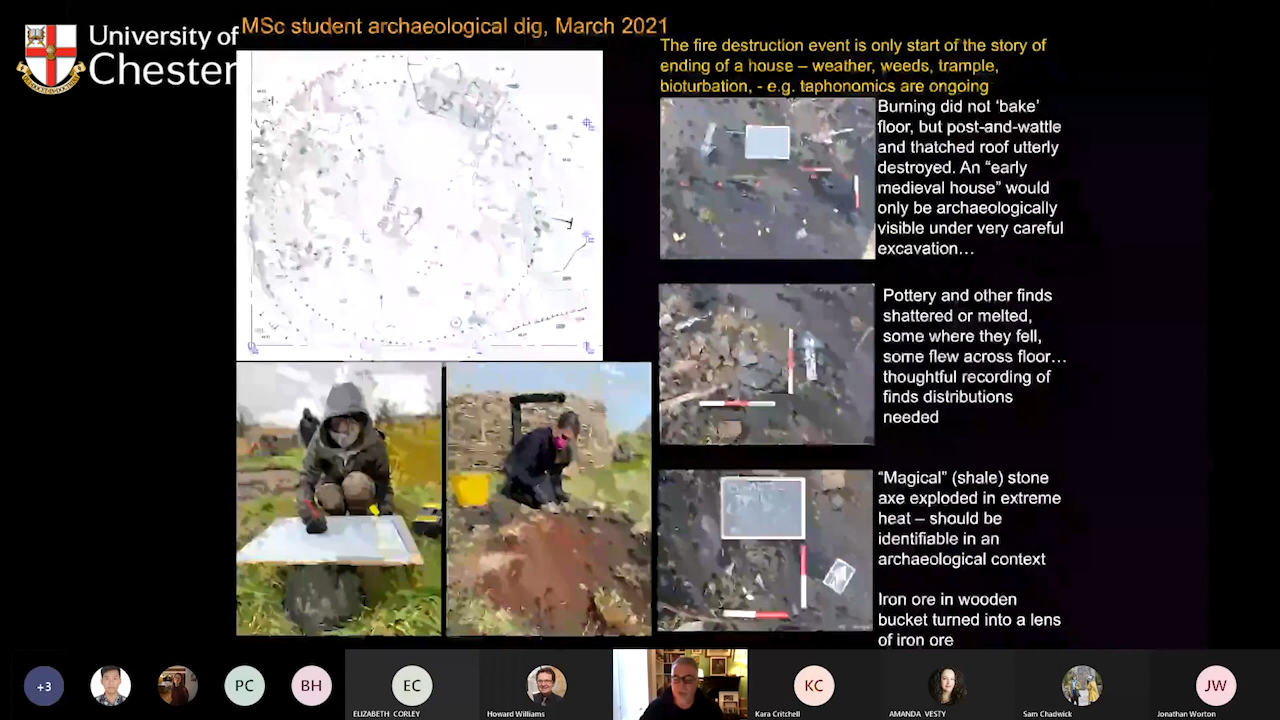 University of
Chester
MSc student archaeological dig, March 2021
The fire destruction event is only start of the story of
ending of a house – weather, weeds, trample,
bioturbation, - e.g. taphonomics are ongoing
Burning did not ‘bake’
floor, but post-and-wattle
and thatched roof utterly
destroyed. An “early
medieval house” would
only be archaeologically
visible under very careful
excavation…
Pottery and other finds
shattered or melted,
some where they fell,
some flew across floor…
thoughtful recording of
finds distributions
needed
“Magical” (shale) stone
axe exploded in extreme
heat – should be
identifiable in an
archaeological context
Iron ore in wooden
bucket turned into a lens
of iron ore
+3
PC
BH
EC
KC
JW
ELIZABETH CORLEY
Howard Williams
Kara Critchell
AMANDA VESTY
Sam Chadwick
Jonathan Worton